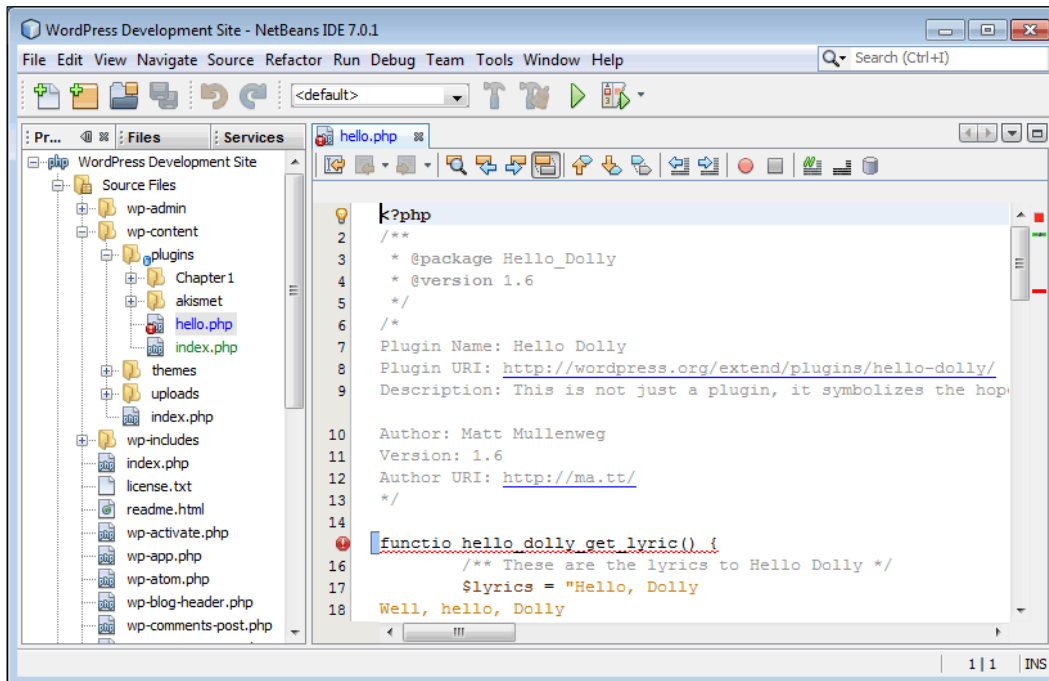 WordPress Development Site - NetBeans IDE 7.0.1
File Edit View Navigate Source Refactor Run Debug Team Tools Window Help
Search (Ctrl+I)
<default>
Pr...
Files
Services
WordPress Development Site
Source Files
wp-admin
wp-content
plugins
Chapter1
akismet
hello.php
index.php
themes
uploads
index.php
wp-includes
index.php
license.txt
readme.html
wp-activate.php
wp-app.php
wp-atom.php
wp-blog-header.php
wp-comments-post.php
hello.php
<?php
2 /**
3 * @package Hello_Dolly
4 * @version 1.6
5 */
6 /*
7 Plugin Name: Hello Dolly
8 Plugin URI: http://wordpress.org/extend/plugins/hello-dolly/
9 Description: This is not just a plugin, it symbolizes the hop
10 Author: Matt Mullenweg
11 Version: 1.6
12 Author URI: http://ma.tt/
13 */
14
functio hello_dolly_get_lyric() {
16 /** These are the lyrics to Hello Dolly */
17 $lyrics = "Hello, Dolly
18 Well, hello, Dolly
1 | 1 INS